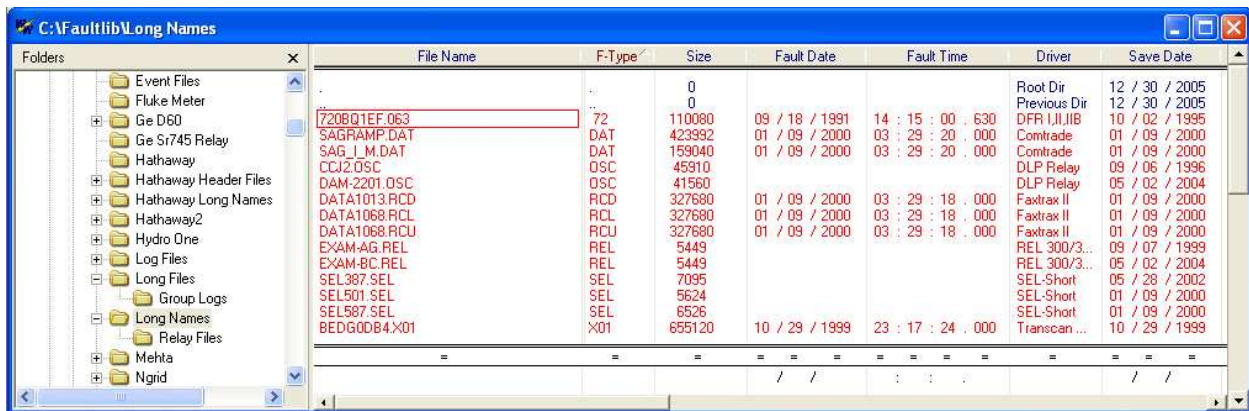 C:\Faultlib\Long Names
Folders x
Event Files
Fluke Meter
Ge D60
Ge Sr745 Relay
Hathaway
Hathaway Header Files
Hathaway Long Names
Hathaway2
Hydro One
Log Files
Long Files
Group Logs
Long Names
Relay Files
Mehta
Ngrid
File Name F-Type Size Fault Date Fault Time Driver Save Date
. . 0 Root Dir 12 / 30 / 2005
.. .. 0 Previous Dir 12 / 30 / 2005
720BQ1EF.063 72 110080 09 / 18 / 1991 14 : 15 : 00 . 630 DFR I,II,IIB 10 / 02 / 1995
SAGRAMP.DAT DAT 423992 01 / 09 / 2000 03 : 29 : 20 . 000 Comtrade 01 / 09 / 2000
SAG_I_M.DAT DAT 159040 01 / 09 / 2000 03 : 29 : 20 . 000 Comtrade 01 / 09 / 2000
CCJ2.OSC OSC 45910 DLP Relay 09 / 06 / 1996
DAM-2201.OSC OSC 41560 DLP Relay 05 / 02 / 2004
DATA1013.RCD RCD 327680 01 / 09 / 2000 03 : 29 : 18 . 000 Faxtrax II 01 / 09 / 2000
DATA1068.RCL RCL 327680 01 / 09 / 2000 03 : 29 : 18 . 000 Faxtrax II 01 / 09 / 2000
DATA1068.RCU RCU 327680 01 / 09 / 2000 03 : 29 : 18 . 000 Faxtrax II 01 / 09 / 2000
EXAM-AG.REL REL 5449 REL 300/3... 09 / 07 / 1999
EXAM-BC.REL REL 5449 REL 300/3... 05 / 02 / 2004
SEL387.SEL SEL 7095 SEL-Short 05 / 28 / 2002
SEL501.SEL SEL 5624 SEL-Short 01 / 09 / 2000
SEL587.SEL SEL 6526 SEL-Short 01 / 09 / 2000
BEDG0DB4.X01 X01 655120 10 / 29 / 1999 23 : 17 : 24 . 000 Transcan ... 10 / 29 / 1999
= = = = = = = = = = = = = =
/ / : : . / /